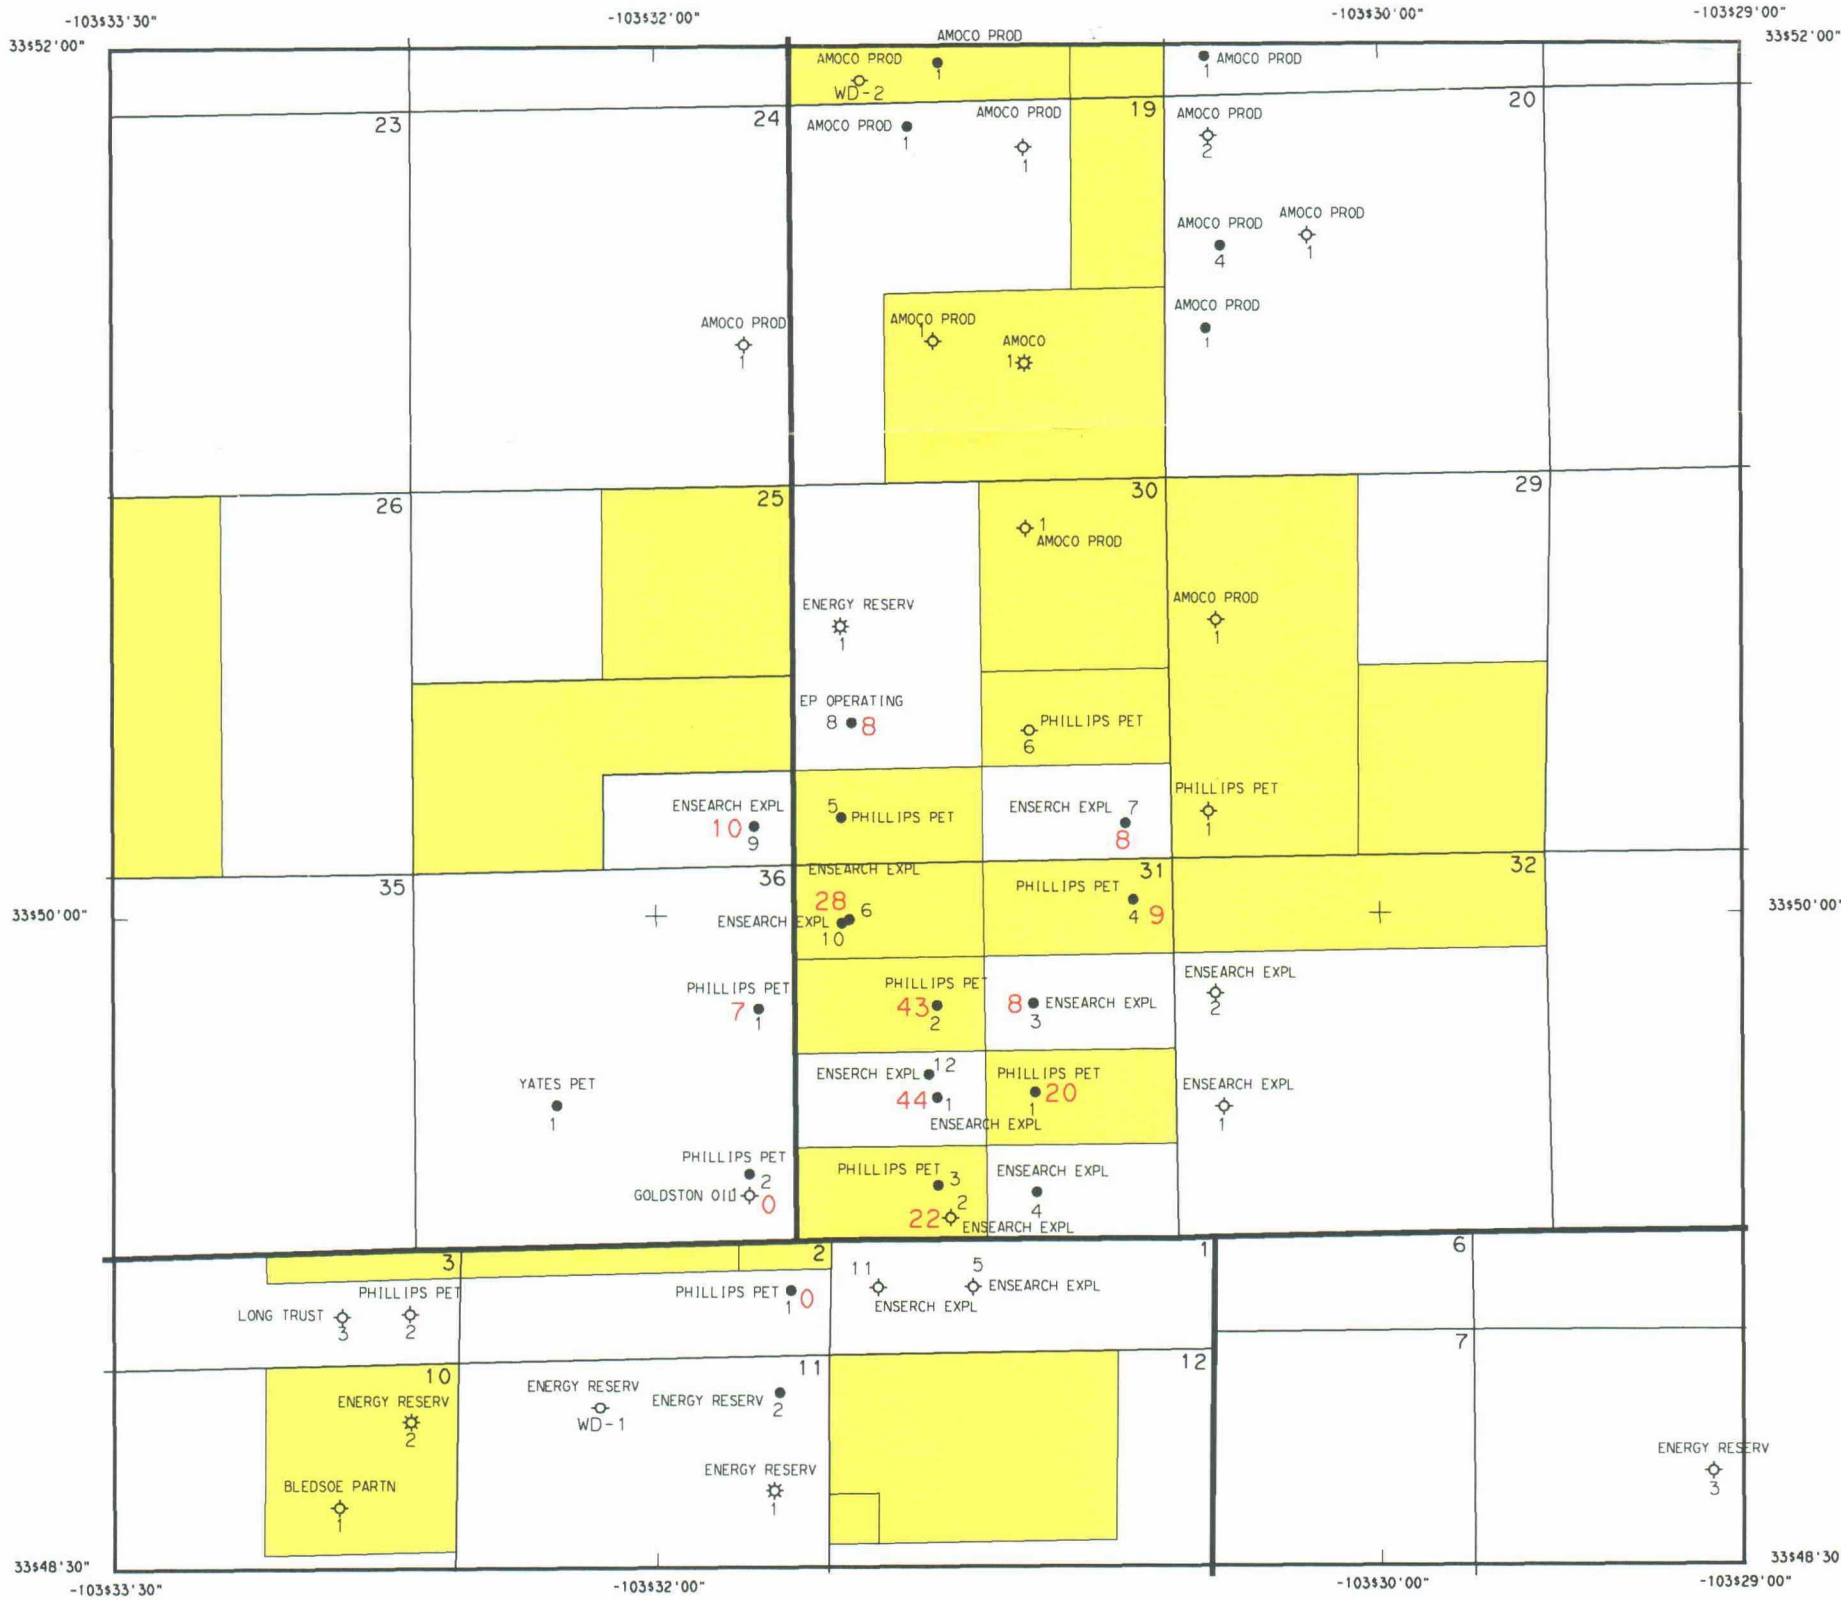 -103$33'30"
-103$32'00"
-103$30'00"
-103$29'00"
33$52'00"
33$52'00"
AMOCO PROD
1
AMOCO PROD
WD-2
1 AMOCO PROD
23
24
19
20
AMOCO PROD
1
AMOCO PROD
1
AMOCO PROD
2
AMOCO PROD
4
AMOCO PROD
1
AMOCO PROD
1
AMOCO PROD
1
AMOCO PROD
1
AMOCO
1
26
25
30
29
1
AMOCO PROD
ENERGY RESERV
1
AMOCO PROD
1
EP OPERATING
8 8
PHILLIPS PET
6
ENSEARCH EXPL
10
9
5
PHILLIPS PET
ENSERCH EXPL 7
8
PHILLIPS PET
1
35
36
31
32
ENSEARCH EXPL
28
6
ENSEARCH EXPL
10
PHILLIPS PET
4 9
33$50'00"
33$50'00"
PHILLIPS PET
7
1
PHILLIPS PET
43
2
8 ENSEARCH EXPL
3
ENSEARCH EXPL
2
YATES PET
1
ENSERCH EXPL 12
44 1
ENSEARCH EXPL
PHILLIPS PET
1 20
ENSEARCH EXPL
1
PHILLIPS PET
2
GOLDSTON OIL 1
0
PHILLIPS PET 3
2
22
ENSEARCH EXPL
ENSEARCH EXPL
4
3
2
1
6
PHILLIPS PET
2
LONG TRUST
3
PHILLIPS PET
1 0
11
ENSERCH EXPL
5
ENSEARCH EXPL
10
11
12
7
ENERGY RESERV
2
ENERGY RESERV
WD-1
ENERGY RESERV
2
ENERGY RESERV
1
BLEDSOE PARTN
1
ENERGY RESERV
3
33$48'30"
33$48'30
-103$33'30"
-103$32'00"
-103$30'00"
-103$29'00"